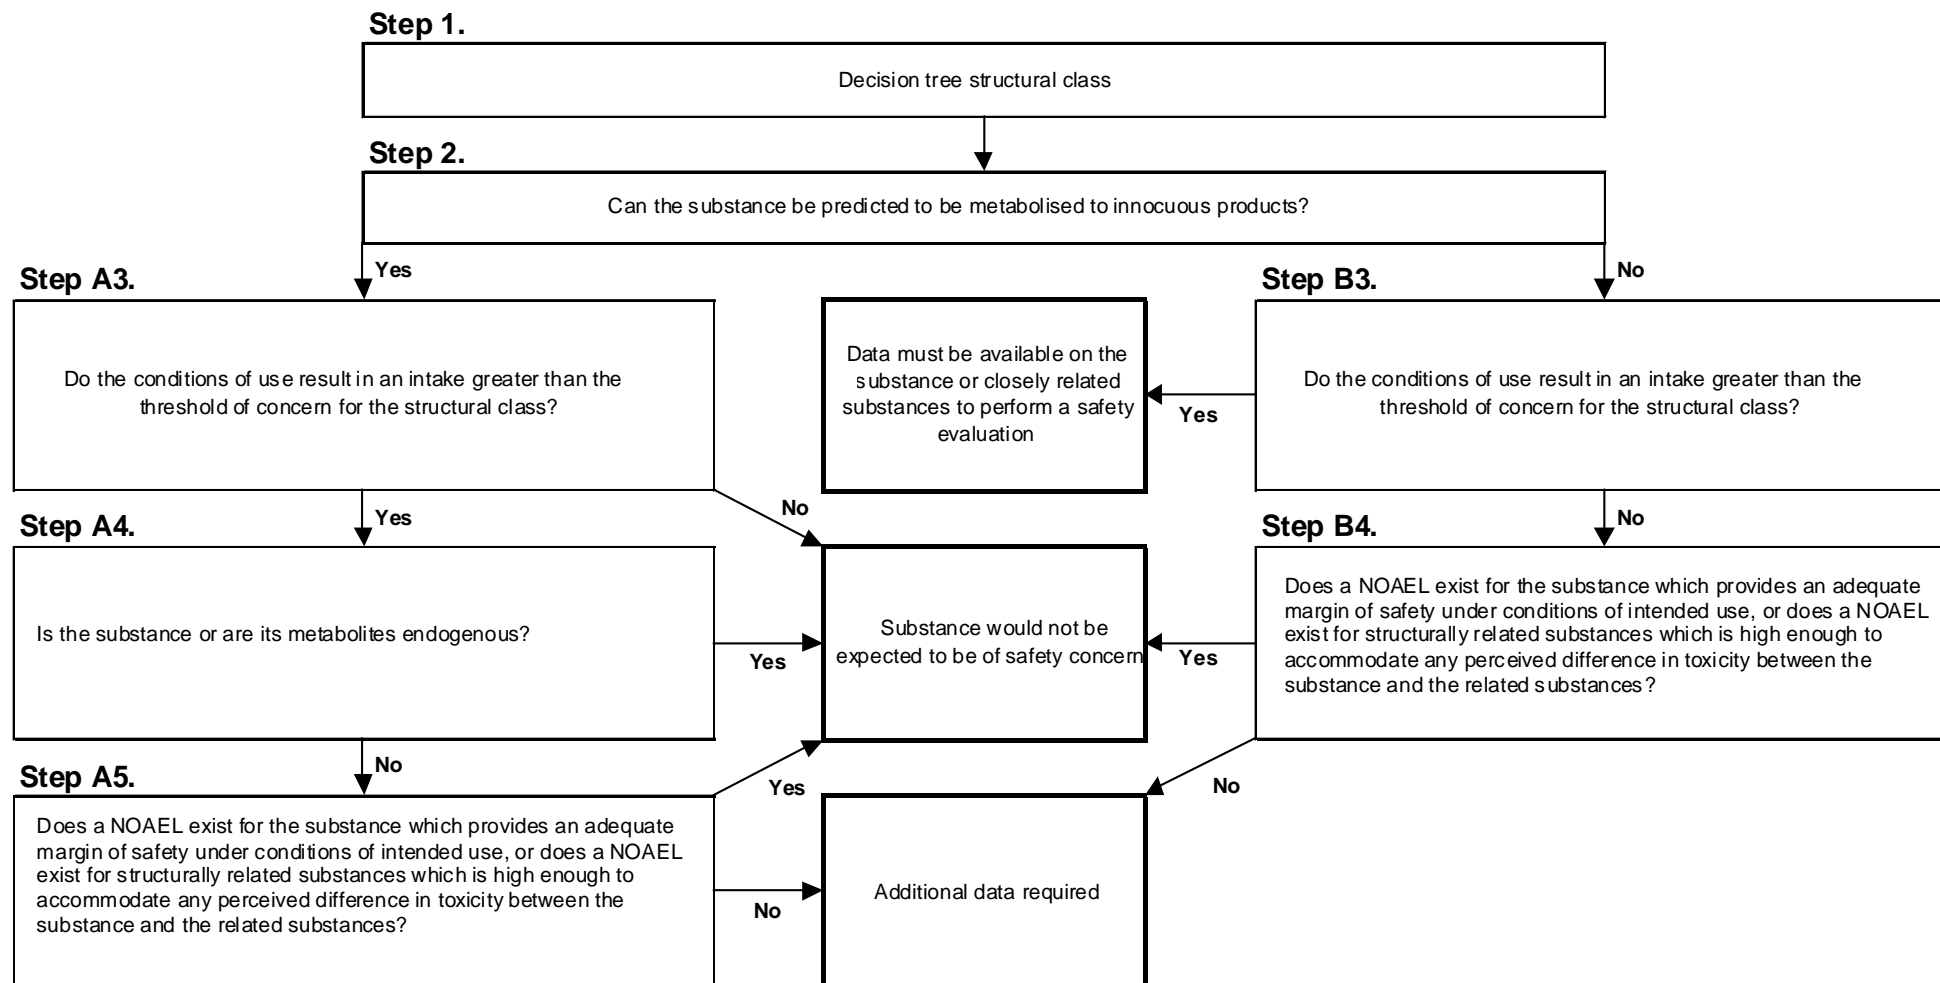 Step 1.
Decision tree structural class
Step 2.
Can the substance be predicted to be metabolised to innocuous products?
Yes
No
Step A3.
Do the conditions of use result in an intake greater than the
threshold of concern for the structural class?
Data must be available on the
substance or closely related
substances to perform a safety
evaluation
Step B3.
Do the conditions of use result in an intake greater than the
threshold of concern for the structural class?
Yes
Yes
No
No
Step A4.
Is the substance or are its metabolites endogenous?
Yes
Substance would not be
expected to be of safety concern
Step B4.
Does a NOAEL exist for the substance which provides an adequate
margin of safety under conditions of intended use, or does a NOAEL
exist for structurally related substances which is high enough to
accommodate any perceived difference in toxicity between the
substance and the related substances?
Yes
No
Yes
No
Step A5.
Does a NOAEL exist for the substance which provides an adequate
margin of safety under conditions of intended use, or does a NOAEL
exist for structurally related substances which is high enough to
accommodate any perceived difference in toxicity between the
substance and the related substances?
No
Additional data required